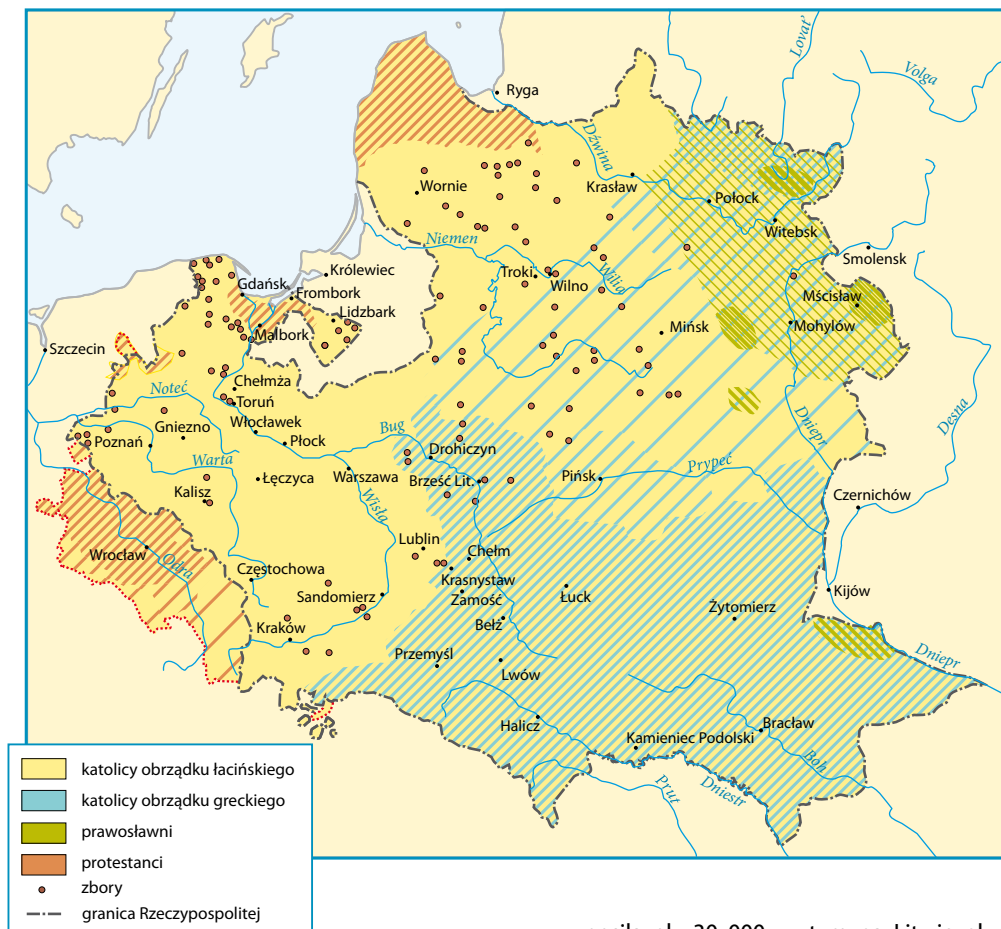 Lovat'
Volga
Ryga
Dźwina
Krasław
Wornie
Połock
Witebsk
Niemen
Smolensk
Królewiec
Troki
Wilno
Wilia
Gdańsk
Frombork
Mścisław
Lidzbark
Malbork
Mińsk
Mohylów
Szczecin
Chełmża
Noteć
Toruń
Desna
Gniezno
Włocławek
Dniepr
Bug
Płock
Poznań
Drohiczyn
Warta
Prypeć
Warszawa
Łęczyca
Brześć Lit.
Pińsk
Kalisz
Wisła
Czernichów
Lublin
Wrocław
Odra
Chełm
Częstochowa
Krasnystaw
Sandomierz
Zamość
Łuck
Kijów
Żytomierz
Bełż
Kraków
Przemyśl
Dniepr
Lwów
Halicz
Bracław
Kamieniec Podolski
Boh
Prut
Dniestr
katolicy obrządku łacińskiego
katolicy obrządku greckiego
prawosławni
protestanci
zbory
granica Rzeczypospolitej